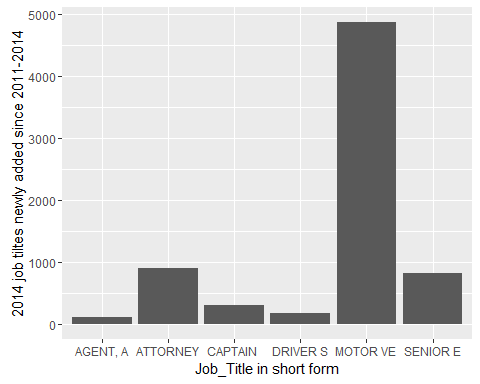 2014 job tiltes newly added since 2011-2014
5000
4000
3000
2000
1000
0
AGENT, A ATTORNEY CAPTAIN DRIVER S MOTOR VE SENIOR E
Job_Title in short form